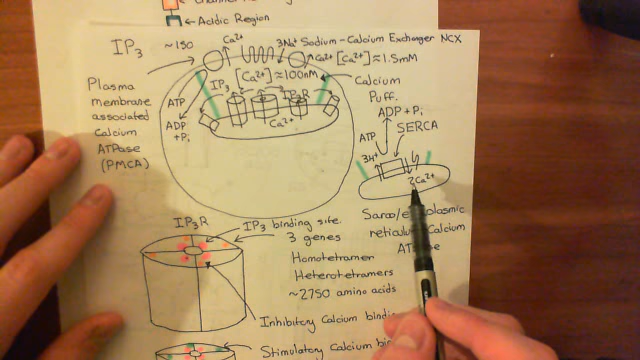 Acidic Region
IP3 ~150 Ca²⁺ 3Na⁺ Sodium-Calcium Exchanger NCX
Ca²⁺ [Ca²⁺]≈1.5mM
[Ca²⁺]≈100nM
Calcium
Puff.
IP3 IP3R
Ca²⁺
Plasma
membrane
associated
Calcium
ATPase
(PMCA)
ATP
ADP
+Pi
ADP+Pi
ATP SERCA
3H⁺
2Ca²⁺
reticulum Calcium
IP3R
IP3 binding site.
3 genes
Homotetramer
Heterotetramers
~2750 amino acids
Inhibitory Calcium
Stimulatory Calcium